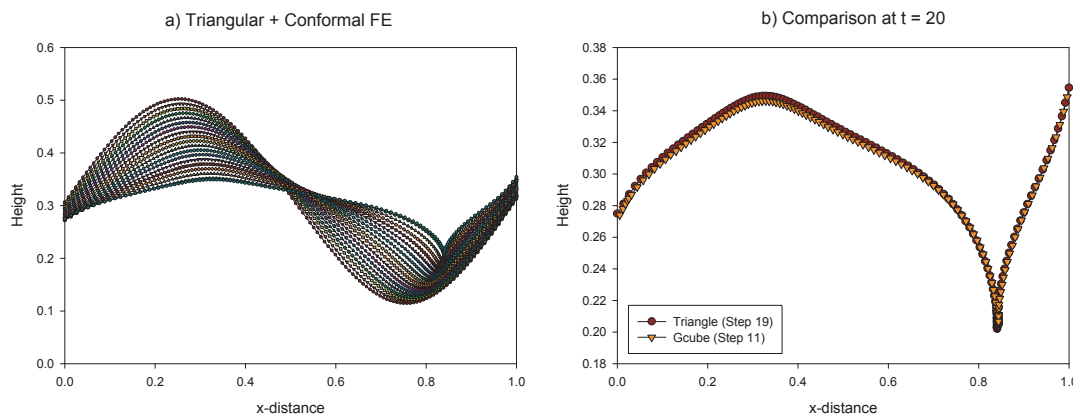 a) Triangular + Conformal FE
0.6
0.5
0.4
0.3
0.2
0.1
0.0
Height
0.0 0.2 0.4 0.6 0.8 1.0
x-distance
b) Comparison at t = 20
0.38
0.36
0.34
0.32
0.30
0.28
0.26
0.24
0.22
0.20
0.18
Height
Triangle (Step 19)
Gcube (Step 11)
0.0 0.2 0.4 0.6 0.8 1.0
x-distance